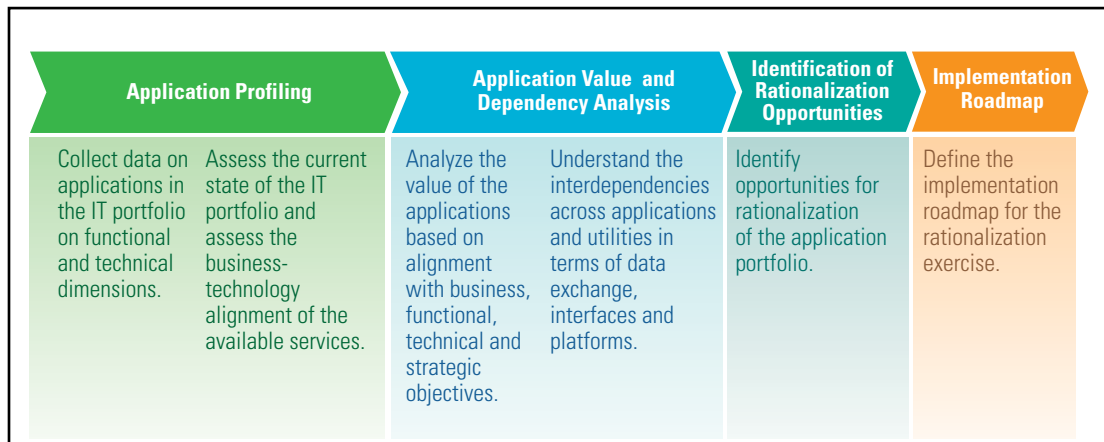 Application Profiling
Application Value and
Dependency Analysis
Identification of
Rationalization
Opportunities
Implementation
Roadmap
Collect data on
applications in
the IT portfolio
on functional
and technical
dimensions.
Assess the current
state of the IT
portfolio and
assess the
business-
technology
alignment of the
available services.
Analyze the
value of the
applications
based on
alignment
with business,
functional,
technical and
strategic
objectives.
Understand the
interdependencies
across applications
and utilities in
terms of data
exchange,
interfaces and
platforms.
Identify
opportunities for
rationalization
of the application
portfolio.
Define the
implementation
roadmap for the
rationalization
exercise.